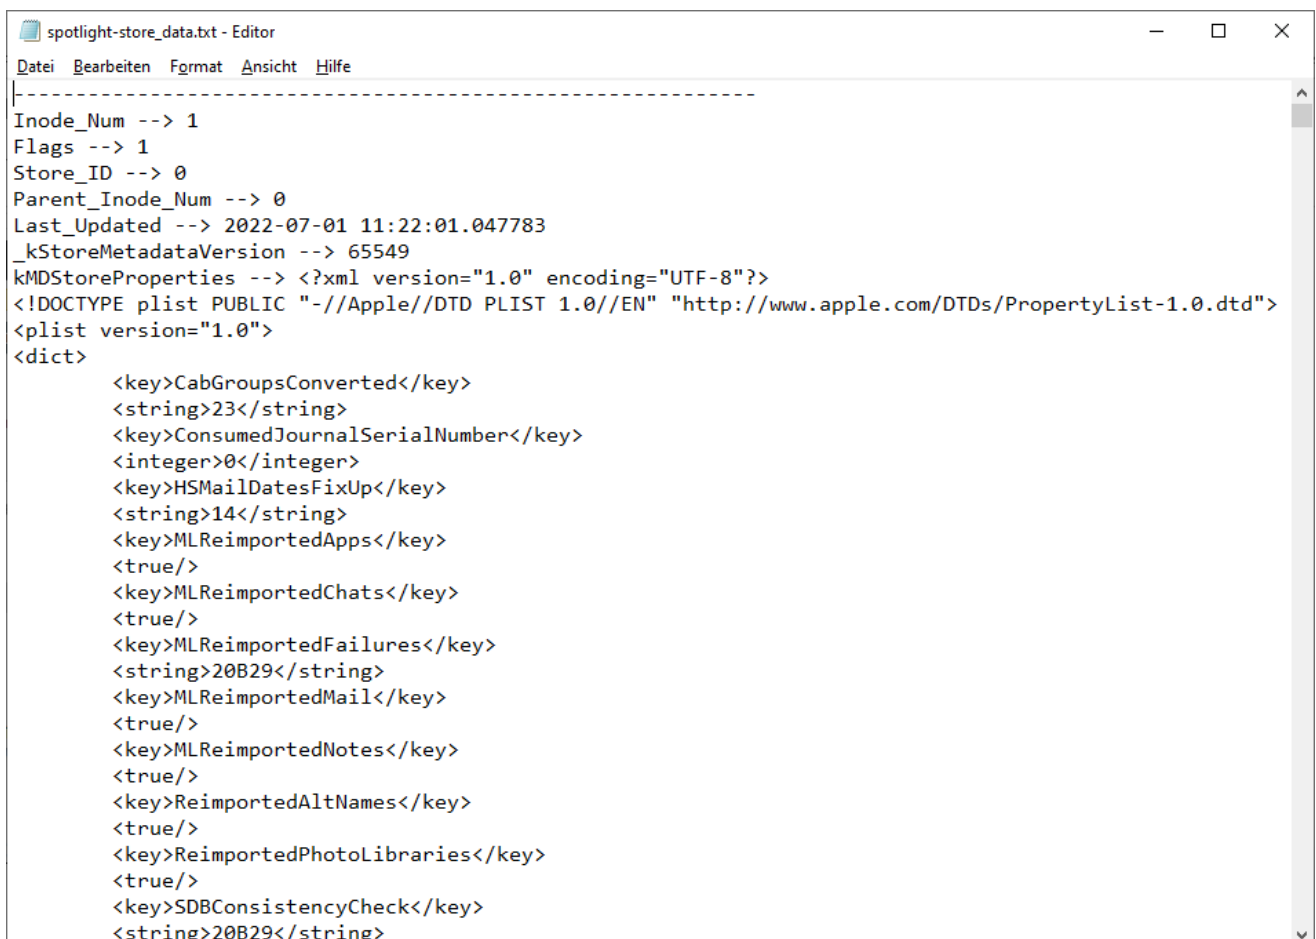 spotlight-store_data.txt - Editor
Datei Bearbeiten Format Ansicht Hilfe
------------------------------------------------------------
Inode_Num --> 1
Flags --> 1
Store_ID --> 0
Parent_Inode_Num --> 0
Last_Updated --> 2022-07-01 11:22:01.047783
_kStoreMetadataVersion --> 65549
kMDStoreProperties --> <?xml version="1.0" encoding="UTF-8"?>
<!DOCTYPE plist PUBLIC "-//Apple//DTD PLIST 1.0//EN" "http://www.apple.com/DTDs/PropertyList-1.0.dtd">
<plist version="1.0">
<dict>
<key>CabGroupsConverted</key>
<string>23</string>
<key>ConsumedJournalSerialNumber</key>
<integer>0</integer>
<key>HSMailDatesFixUp</key>
<string>14</string>
<key>MLReimportedApps</key>
<true/>
<key>MLReimportedChats</key>
<true/>
<key>MLReimportedFailures</key>
<string>20B29</string>
<key>MLReimportedMail</key>
<true/>
<key>MLReimportedNotes</key>
<true/>
<key>ReimportedAltNames</key>
<true/>
<key>ReimportedPhotoLibraries</key>
<true/>
<key>SDBConsistencyCheck</key>
<string>20B29</string>